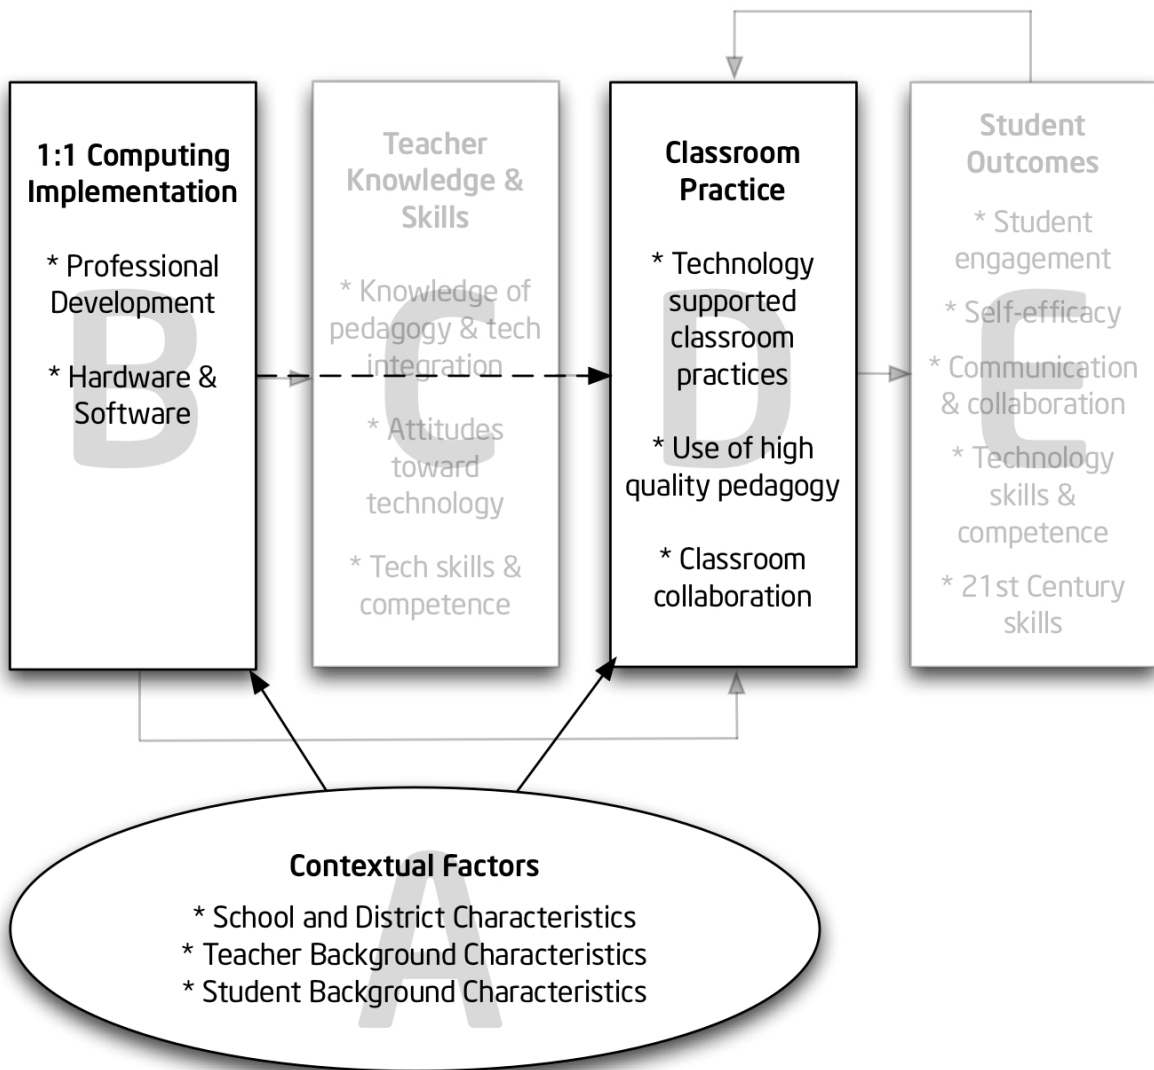 1:1 Computing
Implementation
* Professional
Development
* Hardware &
Software
B
Teacher
Knowledge &
Skills
* Knowledge of
pedagogy & tech
integration
* Attitudes
toward
technology
* Tech skills &
competence
C
Classroom
Practice
* Technology
supported
classroom
practices
* Use of high
quality pedagogy
* Classroom
collaboration
D
Student
Outcomes
* Student
engagement
* Self-efficacy
* Communication
& collaboration
* Technology
skills &
competence
* 21st Century
skills
E
Contextual Factors
* School and District Characteristics
* Teacher Background Characteristics
* Student Background Characteristics
A